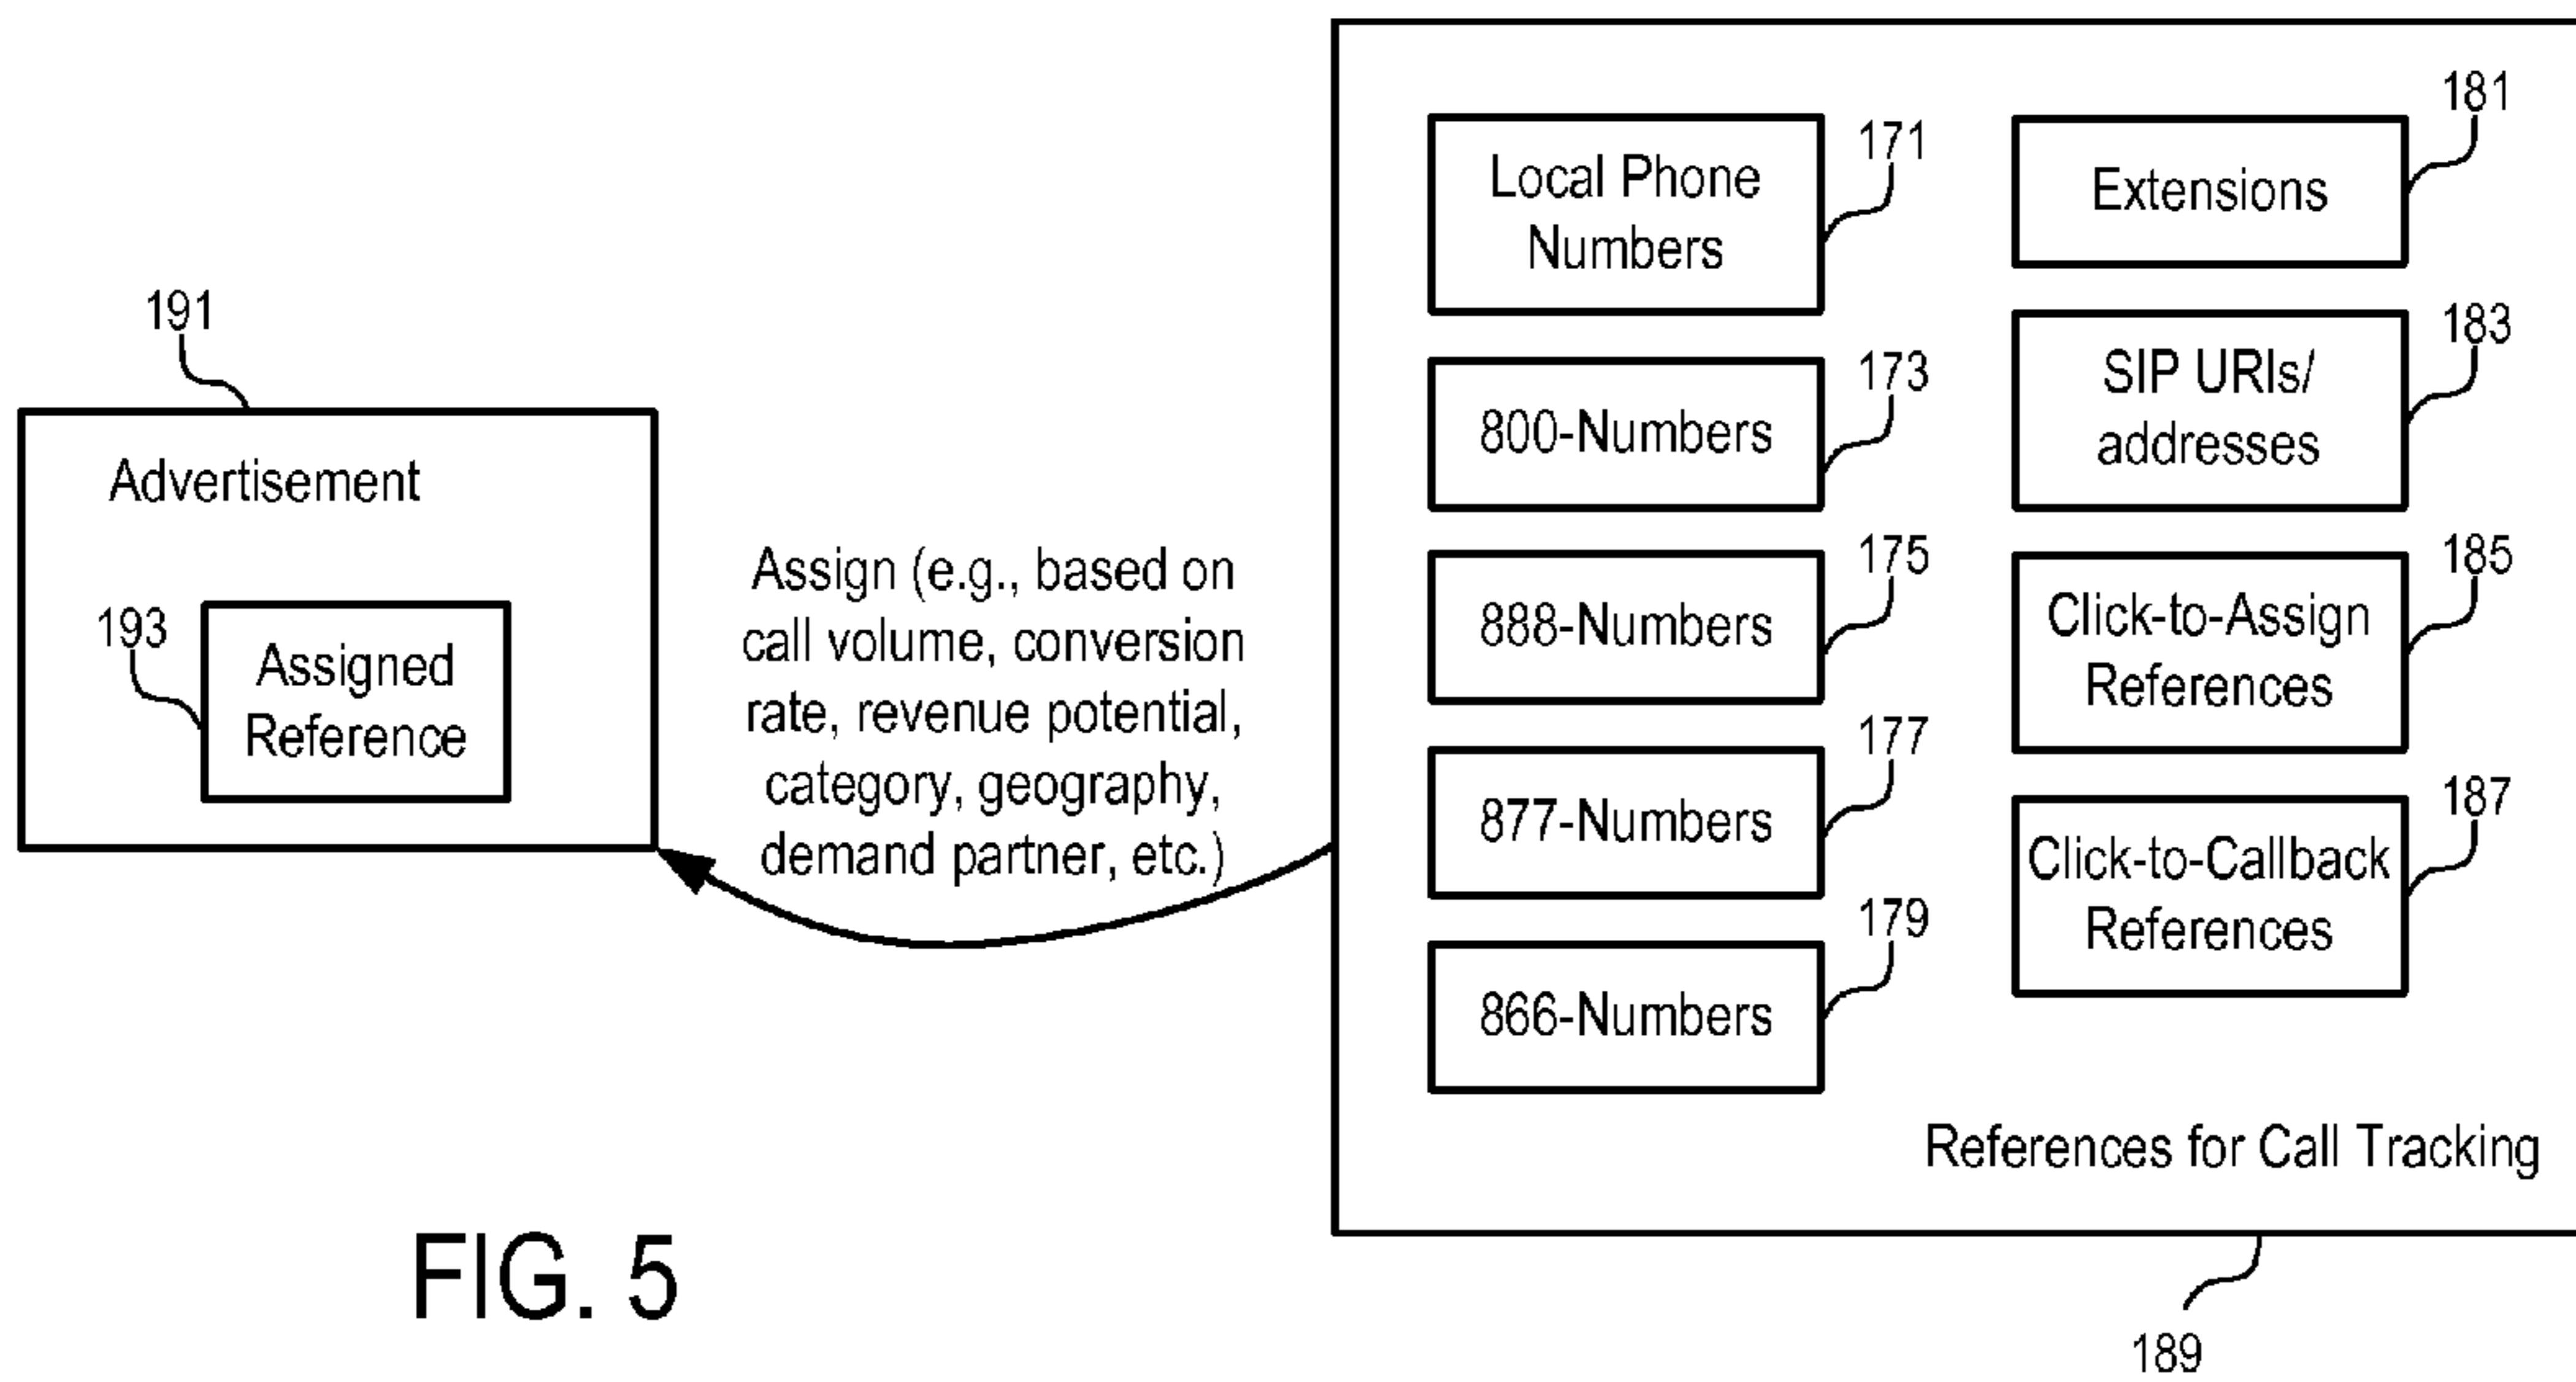 191
Advertisement
193
Assigned
Reference
Assign (e.g., based on
call volume, conversion
rate, revenue potential,
category, geography,
demand partner, etc.)
Local Phone
Numbers
171
800-Numbers
173
888-Numbers
175
877-Numbers
177
866-Numbers
179
Extensions
181
SIP URIs/
addresses
183
Click-to-Assign
References
185
Click-to-Callback
References
187
References for Call Tracking
189
FIG. 5